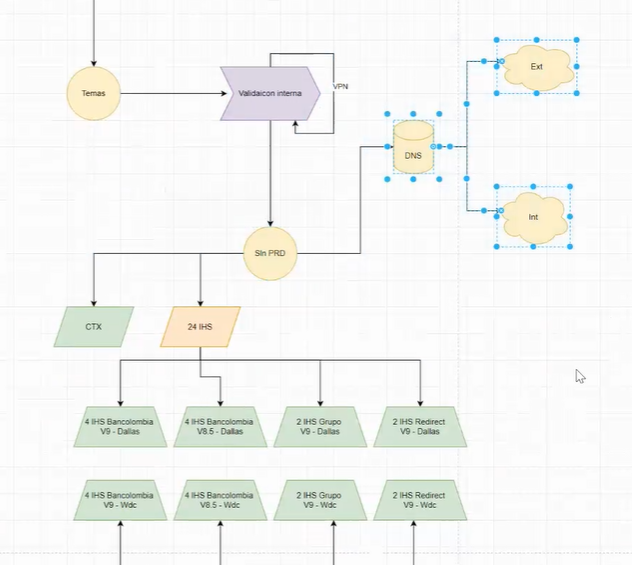 Ext
Temas
Validaicon interna
VPN
DNS
Int
SIn PRD
CTX
24 IHS
4 IHS Bancolombia
V9 - Dallas
4 IHS Bancolombia
V8.5 - Dallas
2 IHS Grupo
V9 - Dallas
2 IHS Redirect
V9 - Dallas
4 IHS Bancolombia
V9 - Wdc
4 IHS Bancolombia
V8.5 - Wdc
2 IHS Grupo
V9 - Wdc
2 IHS Redirect
V9 - Wdc